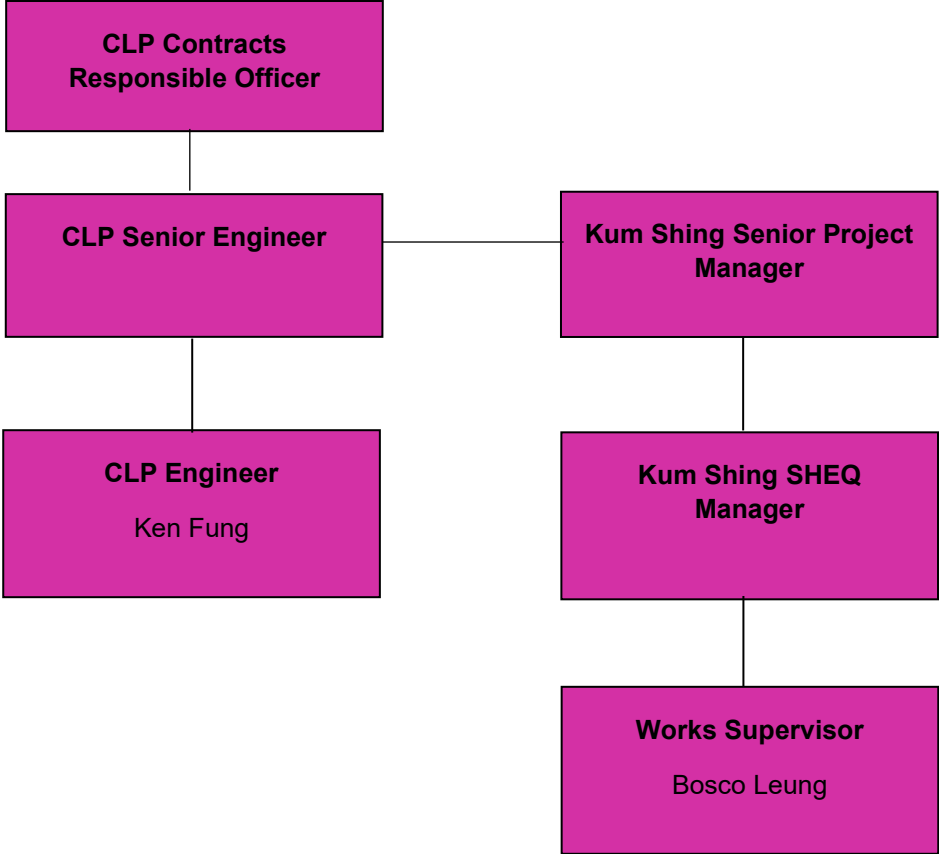 CLP Contracts
Responsible Officer
CLP Senior Engineer
Kum Shing Senior Project
Manager
CLP Engineer
Ken Fung
Kum Shing SHEQ
Manager
Works Supervisor
Bosco Leung